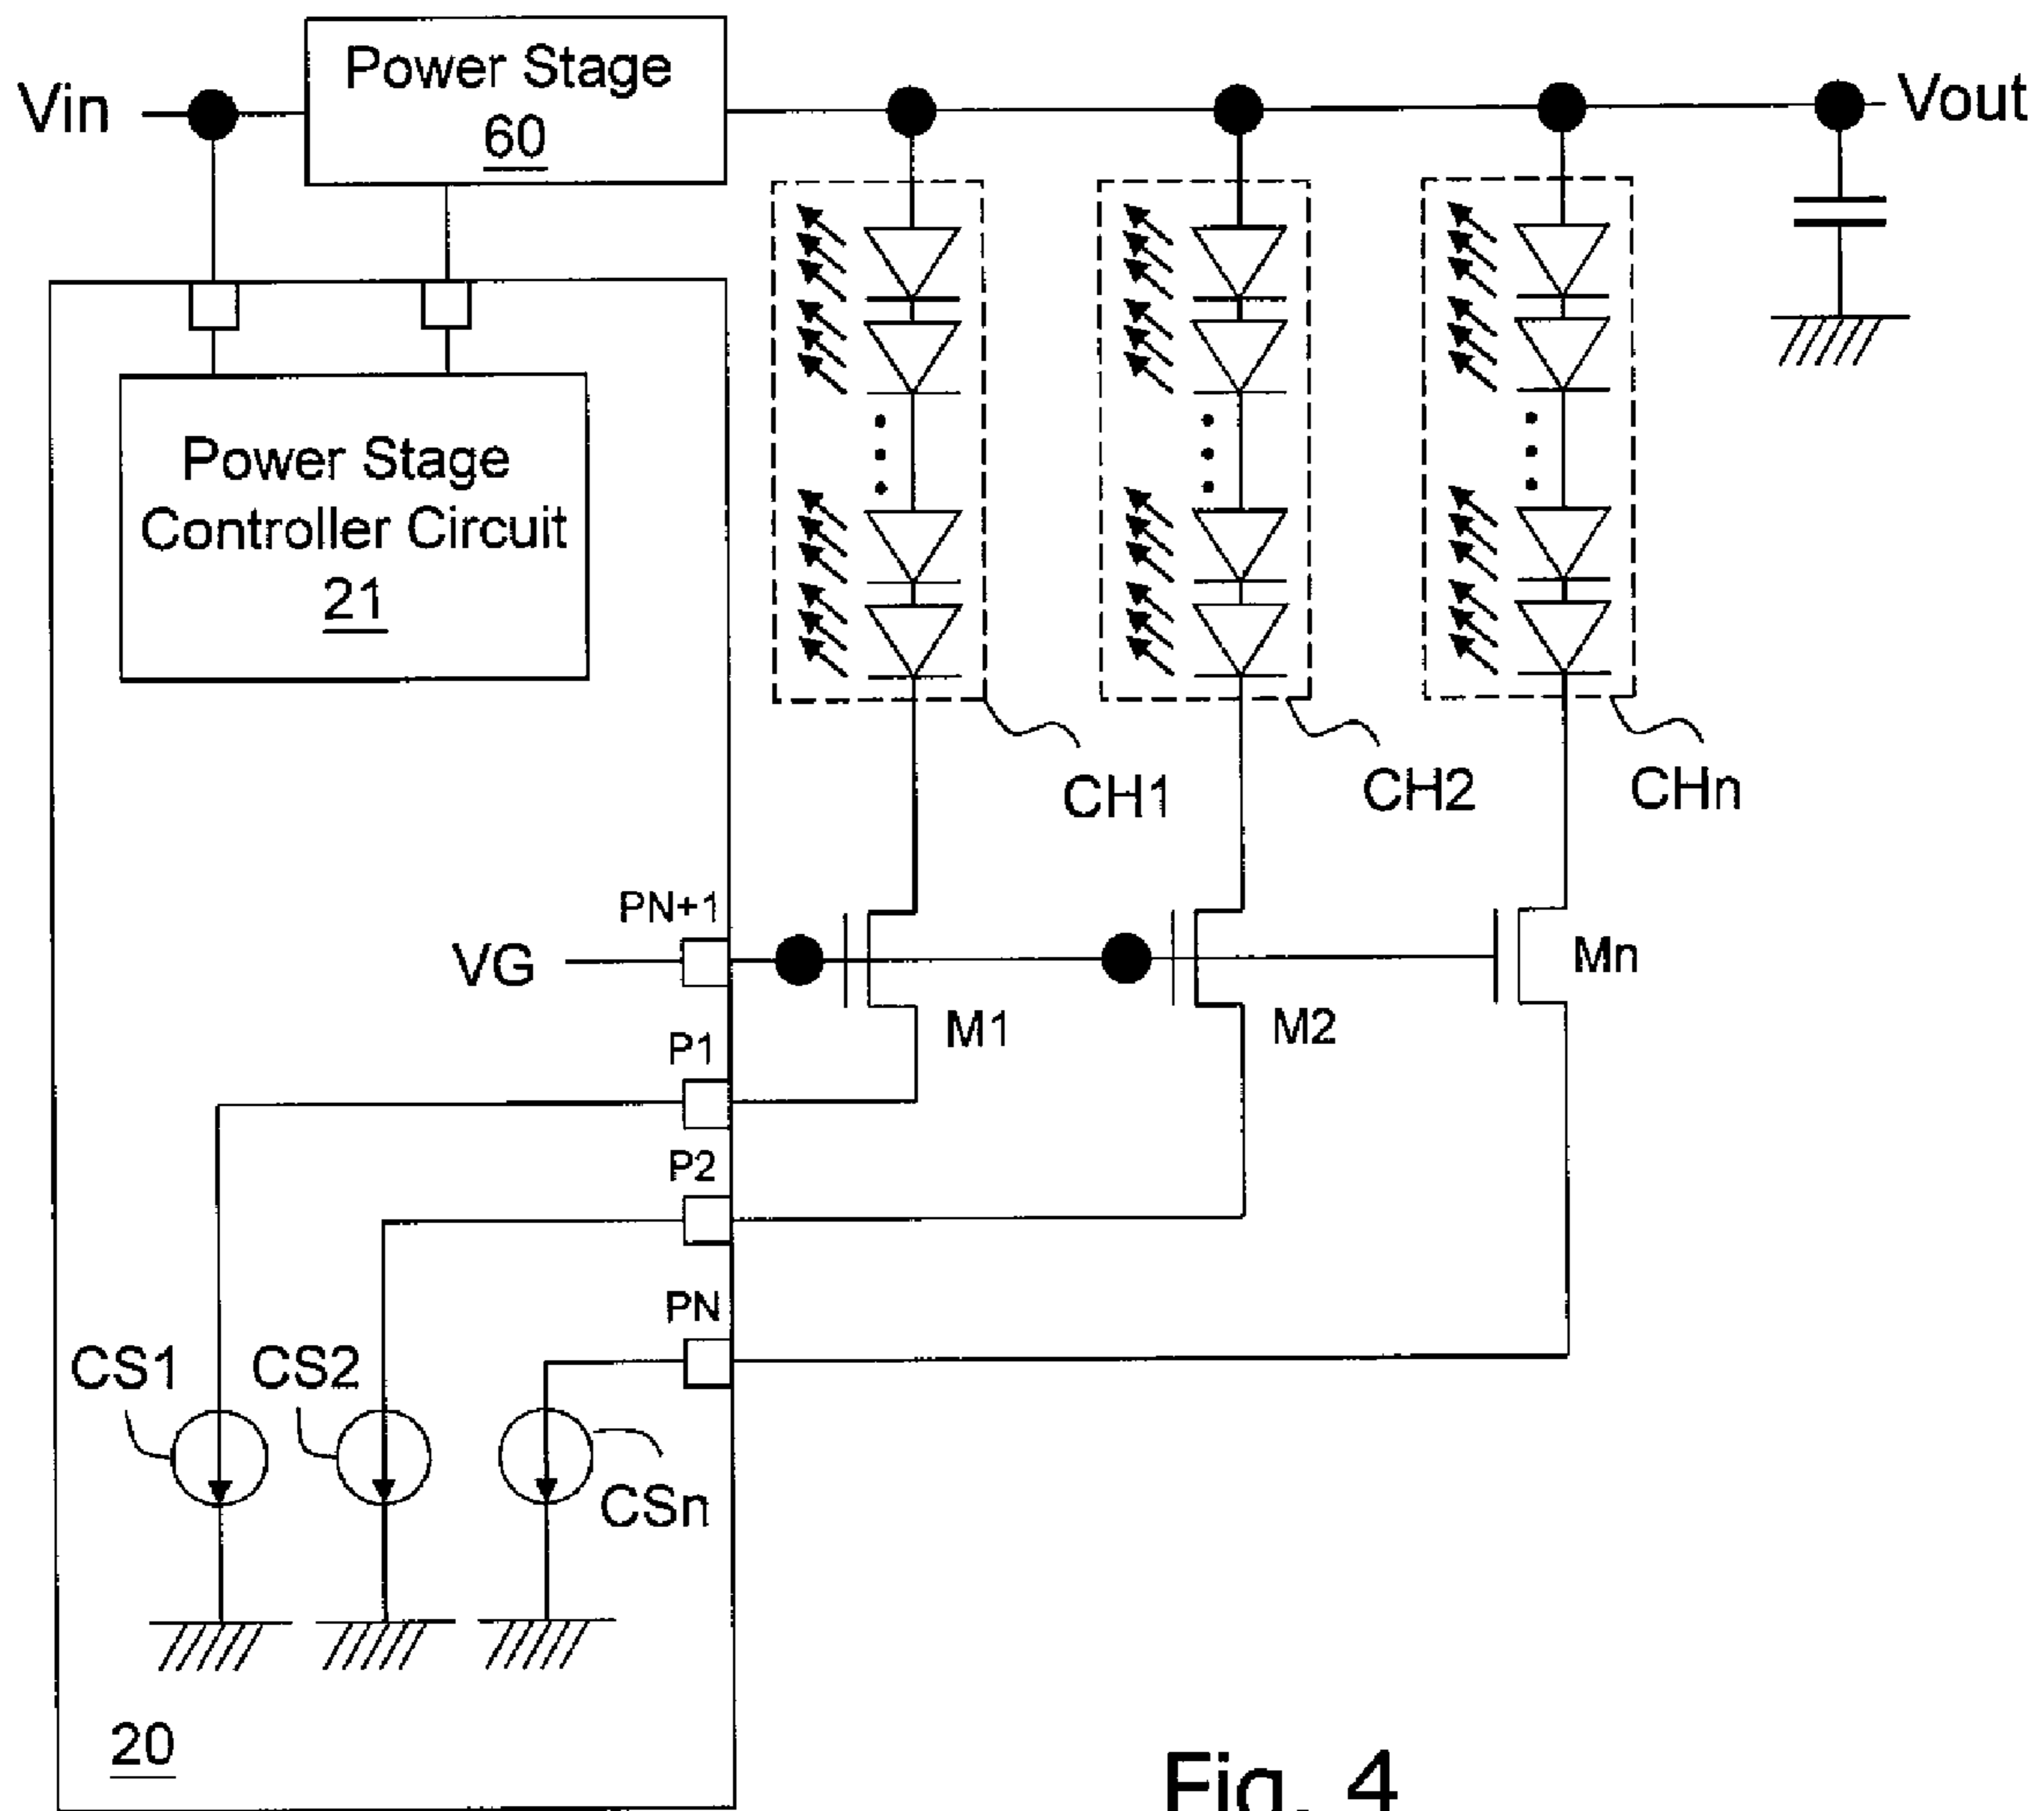 Vin
Power Stage
60
Vout
Power Stage
Controller Circuit
21
CH1
CH2
CHn
PN+1
VG
M1
M2
Mn
P1
P2
PN
CS1
CS2
CSn
20
Fig. 4